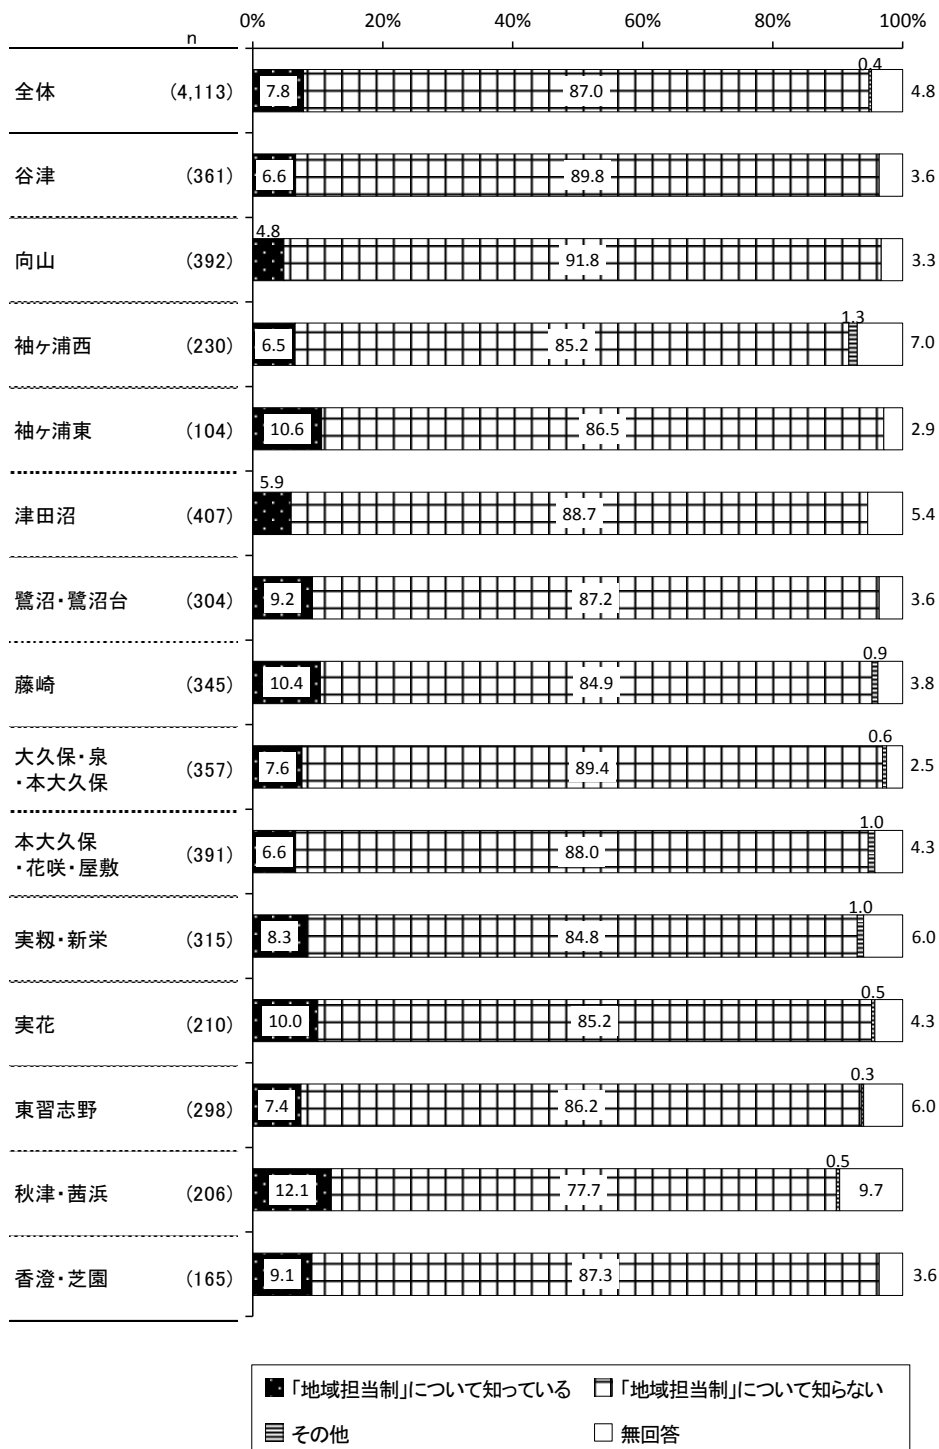 0% 20% 40% 60% 80% 100%
n
0.4
全体 (4,113) 7.8 87.0 4.8
谷津 (361) 6.6 89.8 3.6
4.8
向山 (392) 91.8 3.3
1.3
袖ヶ浦西 (230) 6.5 85.2 7.0
袖ヶ浦東 (104) 10.6 86.5 2.9
5.9
津田沼 (407) 88.7 5.4
鷺沼・鷺沼台 (304) 9.2 87.2 3.6
0.9
藤崎 (345) 10.4 84.9 3.8
0.6
大久保・泉
・本大久保 (357) 7.6 89.4 2.5
1.0
本大久保
・花咲・屋敷 (391) 6.6 88.0 4.3
1.0
実籾・新栄 (315) 8.3 84.8 6.0
0.5
実花 (210) 10.0 85.2 4.3
0.3
東習志野 (298) 7.4 86.2 6.0
0.5
秋津・茜浜 (206) 12.1 77.7 9.7
香澄・芝園 (165) 9.1 87.3 3.6
「地域担当制」について知っている 「地域担当制」について知らない
その他 無回答